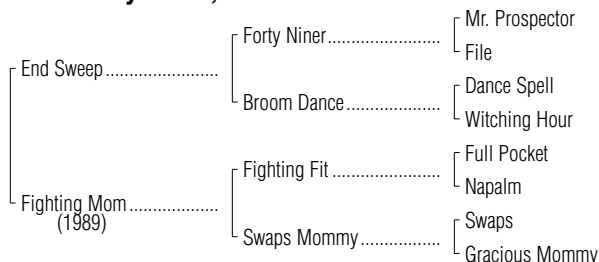 Mr. Prospector
Forty Niner
File
End Sweep
Dance Spell
Broom Dance
Witching Hour
Full Pocket
Fighting Fit
Napalm
Fighting Mom
(1989)
Swaps
Swaps Mommy
Gracious Mommy